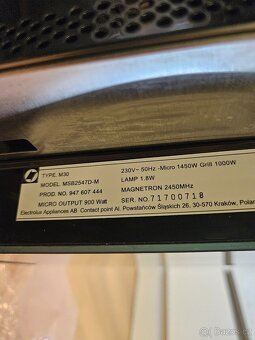 TYPE. M30
230V~ 50Hz -Micro 1450W Grill 1000W
MODEL. MSB2547D-M
LAMP 1.8W
PROD. NO. 947 607 444
MAGNETRON 2450MHz
MICRO OUTPUT 900 Watt
SER. NO. 71700718
Electrolux Appliances AB Contact point Al. Powstańców Śląskich 26, 30-570 Kraków,